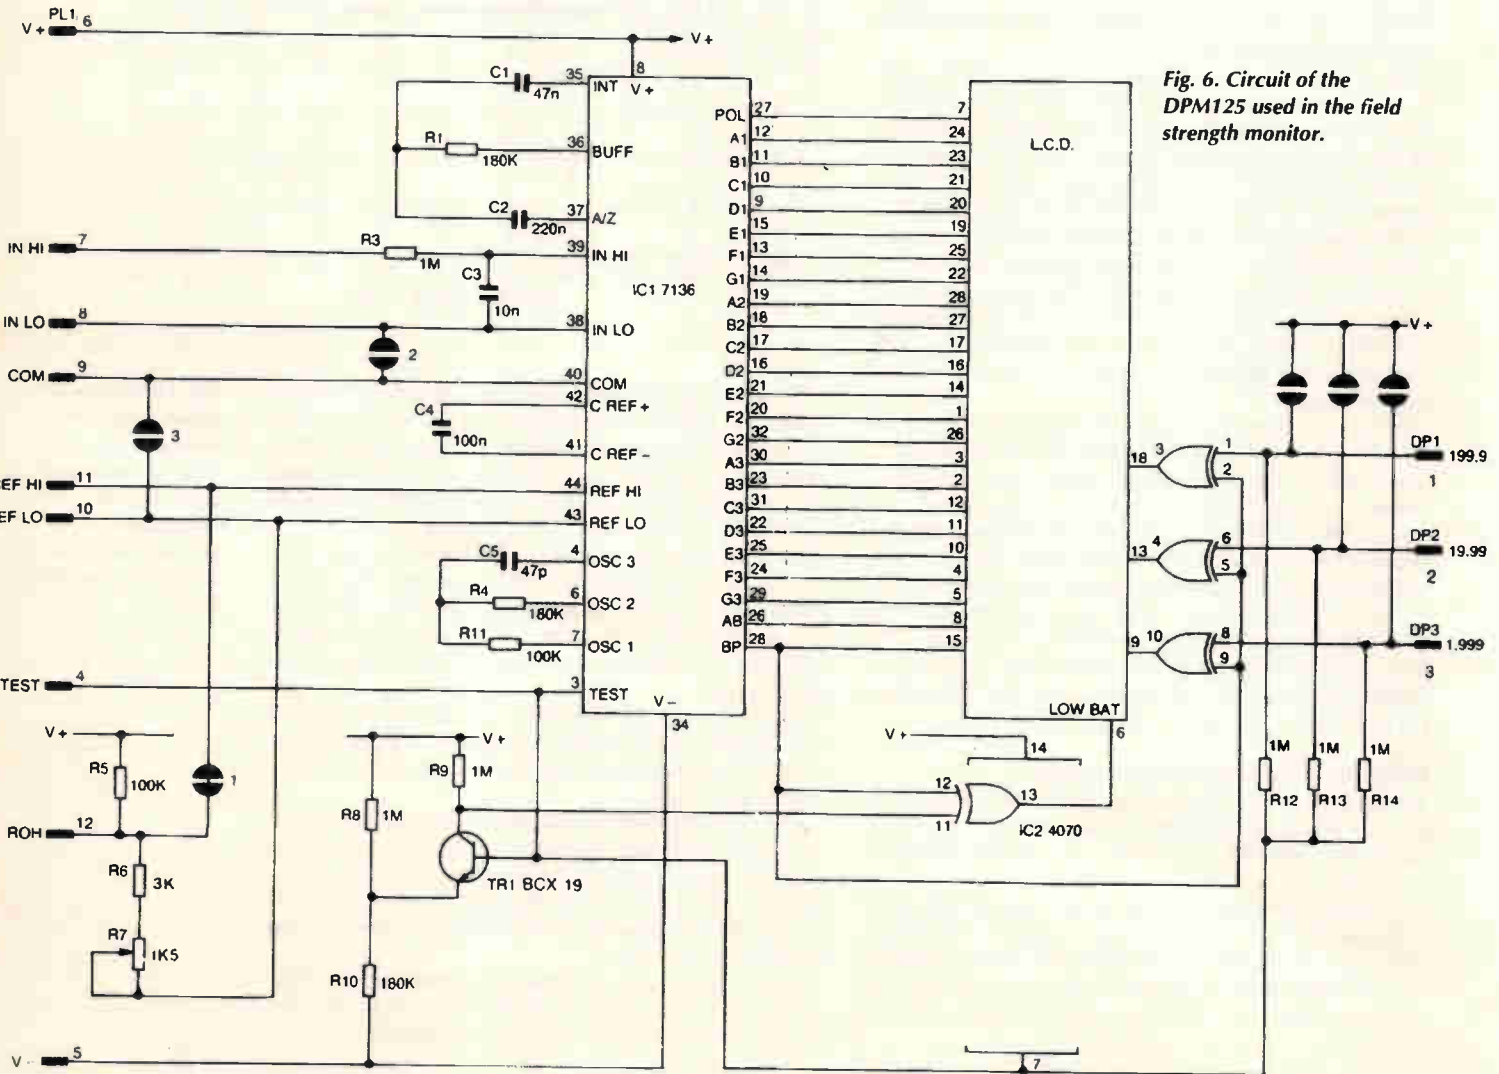 PL1
V+ 6
V+
Fig. 6. Circuit of the
DPM125 used in the field
strength monitor.
8
V+
C1
47n
35
INT
R1
180K
36
BUFF
C2
220n
37
A/Z
IN HI 7
R3
1M
39
IN HI
C3
10n
IC1 7136
IN LO 8
38
IN LO
2
COM 9
40
COM
42
C REF +
C4
100n
41
C REF -
3
EF HI 11
44
REF HI
EF LO 10
43
REF LO
C5
47p
4
OSC 3
R4
180K
6
OSC 2
R11
100K
7
OSC 1
TEST 4
3
TEST
V-
34
POL 27 7
A1 12 24
B1 11 23
C1 10 21
D1 9 20
E1 15 19
F1 13 25
G1 14 22
A2 19 28
B2 18 27
C2 17 17
D2 16 16
E2 21 14
F2 20 1
G2 32 26
A3 30 3
B3 23 2
C3 31 12
D3 22 11
E3 25 10
F3 24 4
G3 29 5
AB 26 8
BP 28 15
L.C.D.
LOW BAT
6
V+
18 3 1
2
DP1
199.9
1
13 4 6
5
DP2
19.99
2
9 10 8
9
DP3
1.999
3
1M
R12
1M
R13
1M
R14
V+
R5
100K
1
ROH 12
R6
3K
R7
1K5
V+
R9
1M
R8
1M
TR1 BCX 19
R10
180K
V+
14
12
11
13
IC2 4070
7
V- 5